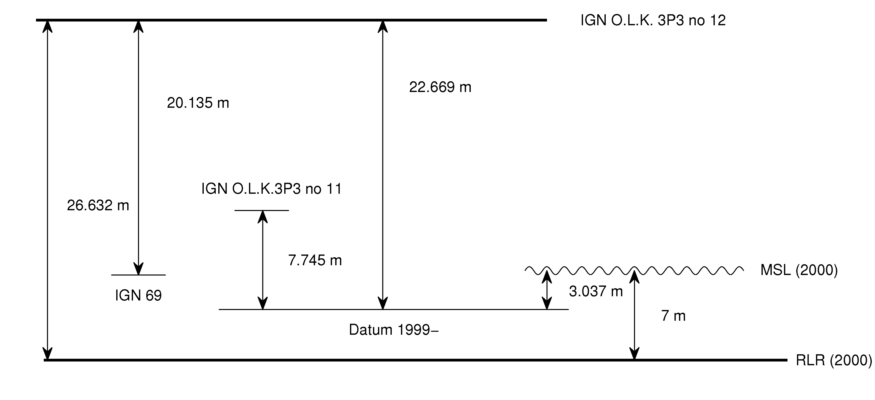 IGN O.L.K. 3P3 no 12
22.669 m
20.135 m
IGN O.L.K.3P3 no 11
26.632 m
7.745 m
MSL (2000)
3.037 m
IGN 69
7 m
Datum 1999−
RLR (2000)